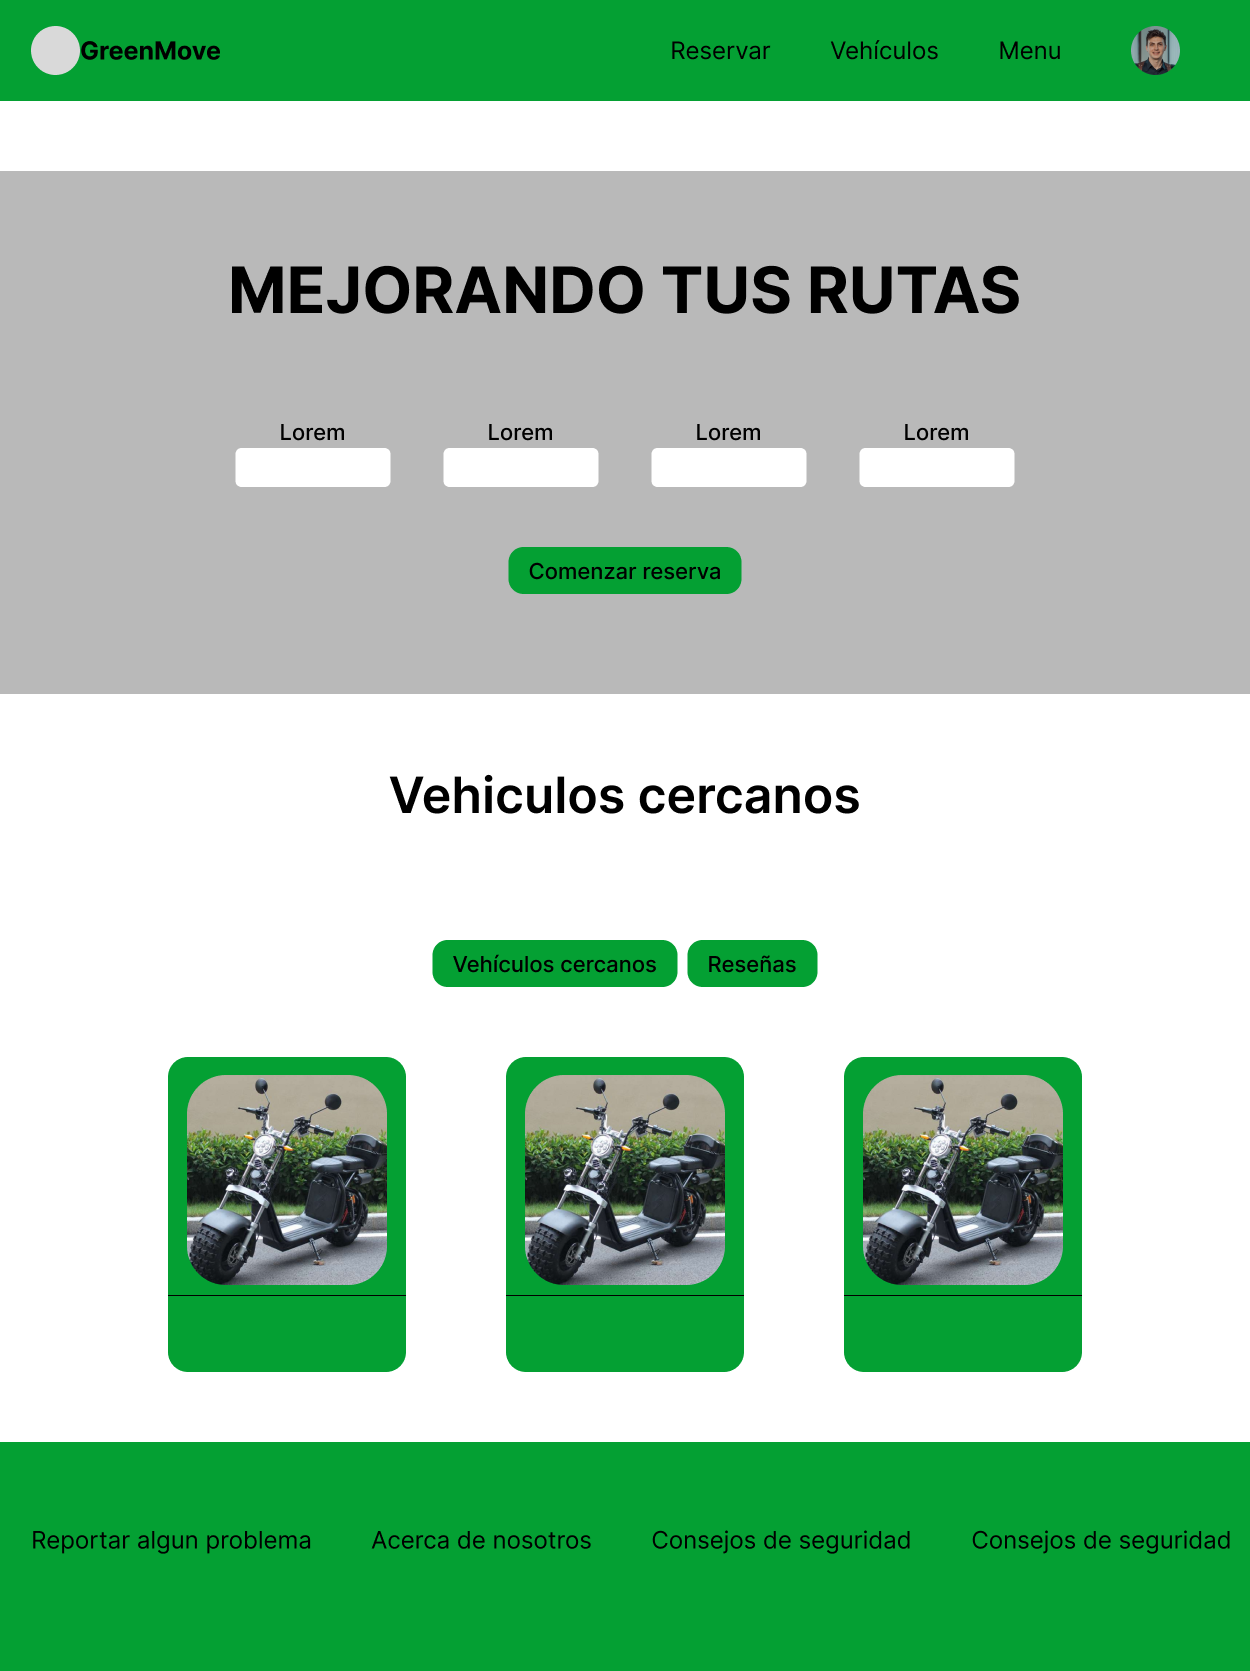 GreenMove
Reservar
Vehículos
Menu
MEJORANDO TUS RUTAS
Lorem
Lorem
Lorem
Lorem
Comenzar reserva
Vehiculos cercanos
Vehículos cercanos
Reseñas
Reportar algun problema
Acerca de nosotros
Consejos de seguridad
Consejos de seguridad